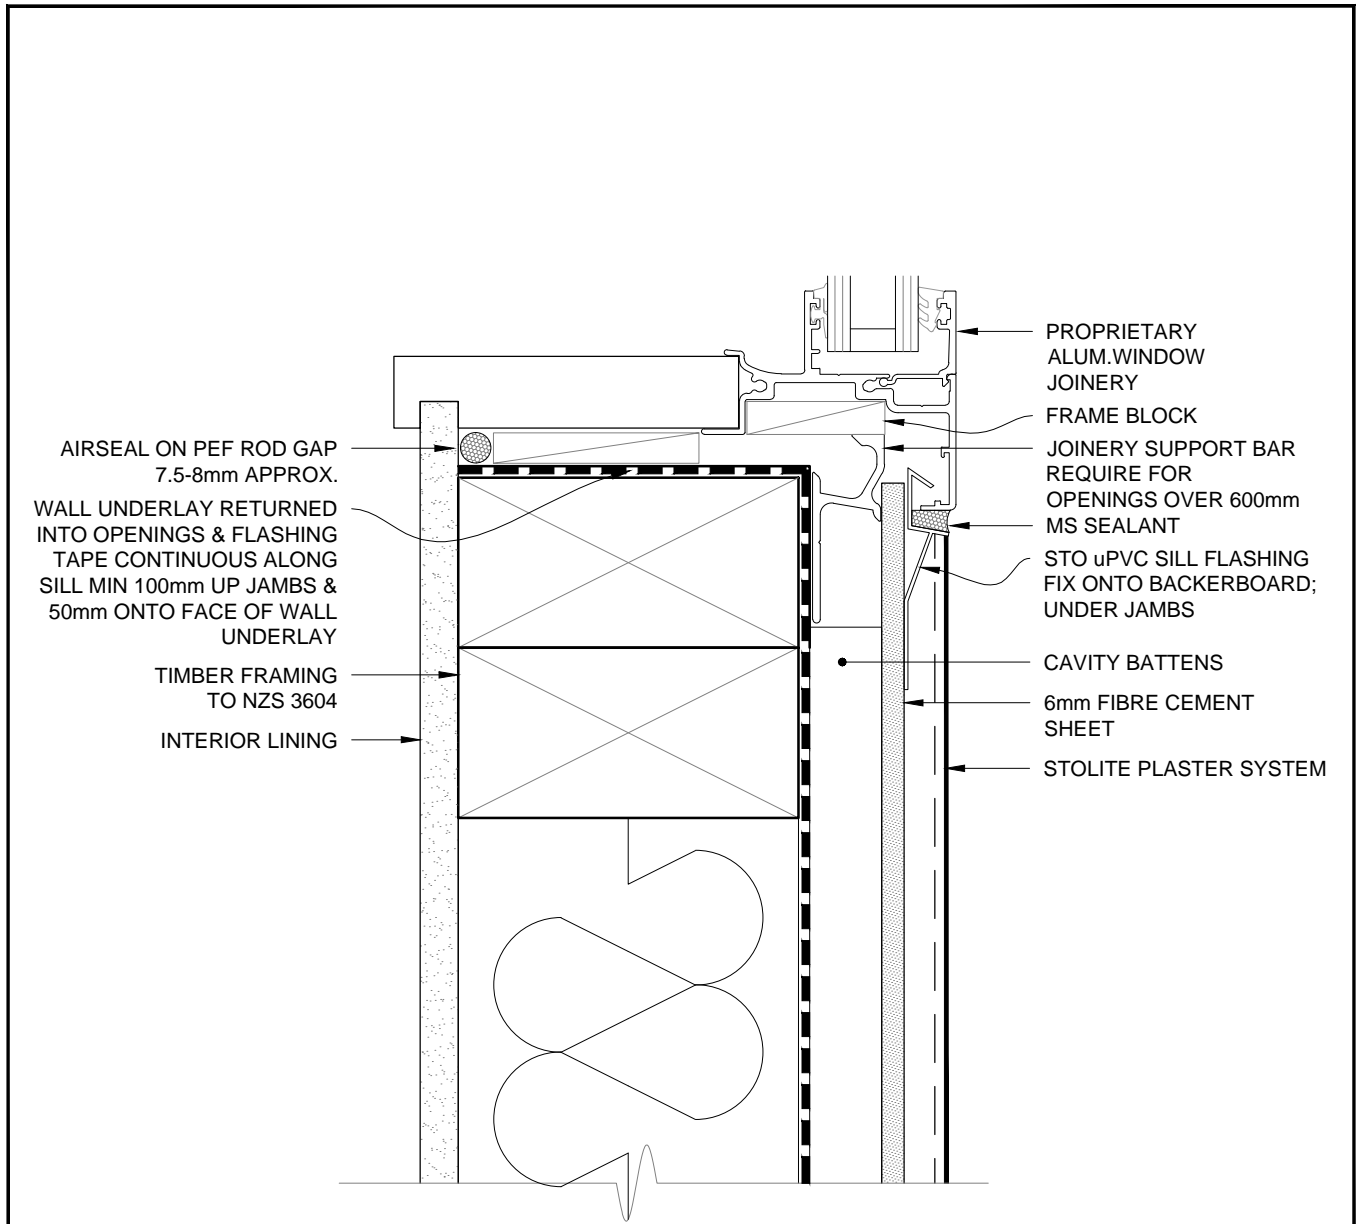 AIRSEAL ON PEF ROD GAP
7.5-8mm APPROX.
WALL UNDERLAY RETURNED
INTO OPENINGS & FLASHING
TAPE CONTINUOUS ALONG
SILL MIN 100mm UP JAMBS &
50mm ONTO FACE OF WALL
UNDERLAY
TIMBER FRAMING
TO NZS 3604
INTERIOR LINING
PROPRIETARY
ALUM.WINDOW
JOINERY
FRAME BLOCK
JOINERY SUPPORT BAR
REQUIRE FOR
OPENINGS OVER 600mm
MS SEALANT
STO uPVC SILL FLASHING
FIX ONTO BACKERBOARD;
UNDER JAMBS
CAVITY BATTENS
6mm FIBRE CEMENT
SHEET
STOLITE PLASTER SYSTEM